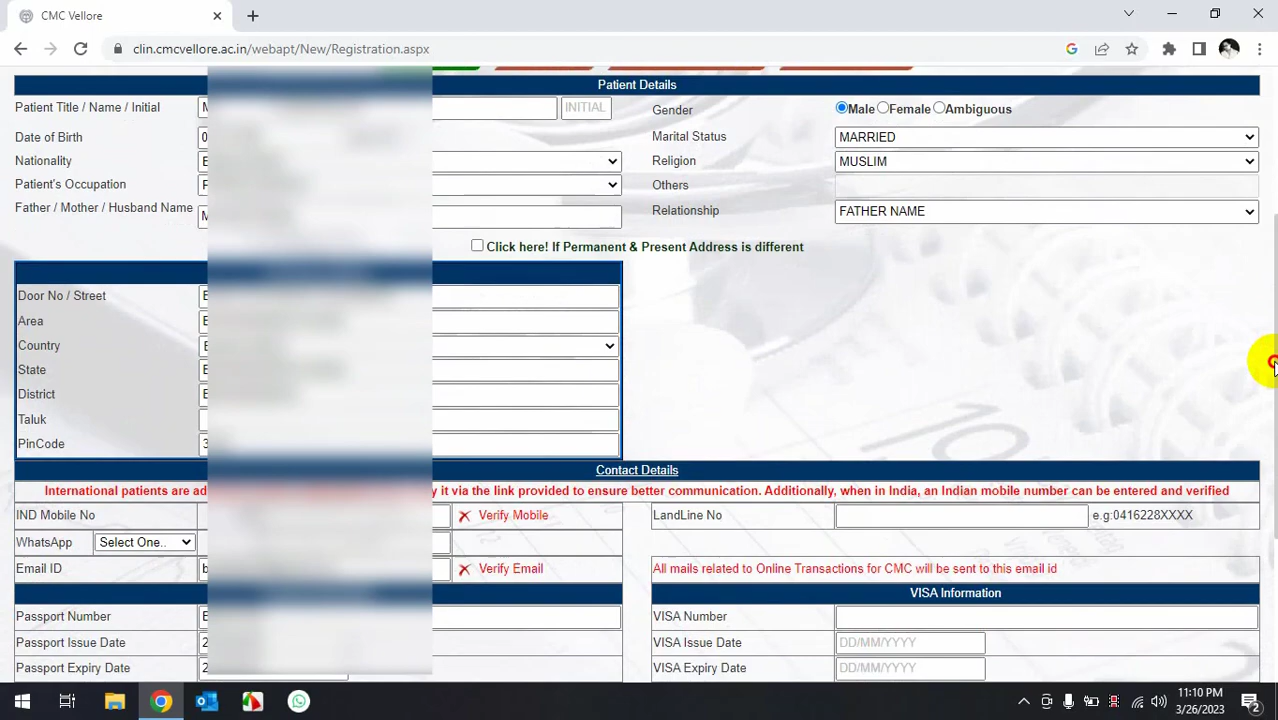 CMC Vellore
clin.cmcvellore.ac.in/webapt/New/Registration.aspx
Patient Details
Patient Title / Name / Initial M INITIAL Gender Male Female Ambiguous
Date of Birth 0 Marital Status MARRIED
Nationality Religion MUSLIM
Patient's Occupation Others
Father / Mother / Husband Name M Relationship FATHER NAME
Click here! If Permanent & Present Address is different
Door No / Street
Area
Country
State
District
Taluk
PinCode 3
Contact Details
International patients are ad y it via the link provided to ensure better communication. Additionally, when in India, an Indian mobile number can be entered and verified
IND Mobile No Verify Mobile LandLine No e.g:0416228XXXX
WhatsApp Select One..
Email ID b Verify Email All mails related to Online Transactions for CMC will be sent to this email id
VISA Information
Passport Number VISA Number
Passport Issue Date 2 VISA Issue Date DD/MM/YYYY
Passport Expiry Date 2 VISA Expiry Date DD/MM/YYYY
11:10 PM
3/26/2023
2